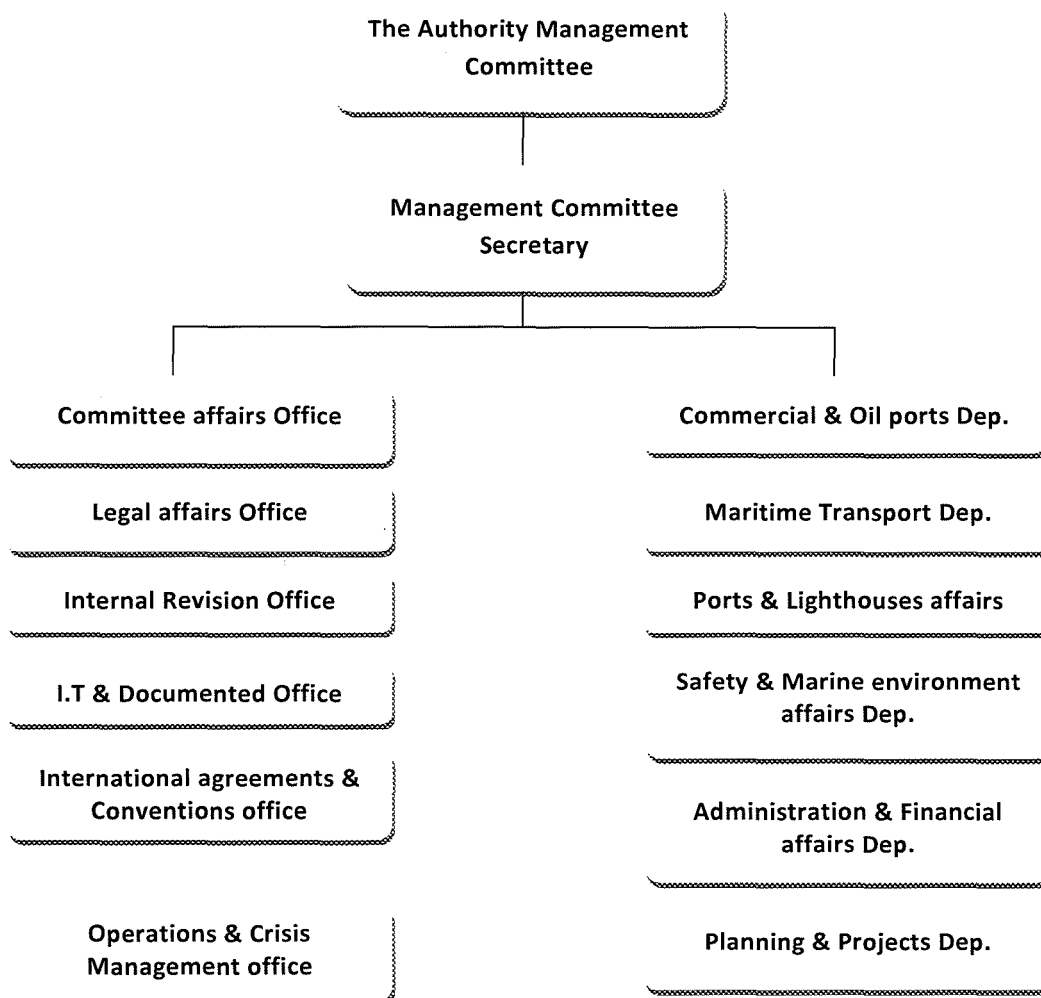 The Authority Management
Committee
Management Committee
Secretary
Committee affairs Office
Legal affairs Office
Internal Revision Office
I.T & Documented Office
International agreements &
Conventions office
Operations & Crisis
Management office
Commercial & Oil ports Dep.
Maritime Transport Dep.
Ports & Lighthouses affairs
Safety & Marine environment
affairs Dep.
Administration & Financial
affairs Dep.
Planning & Projects Dep.